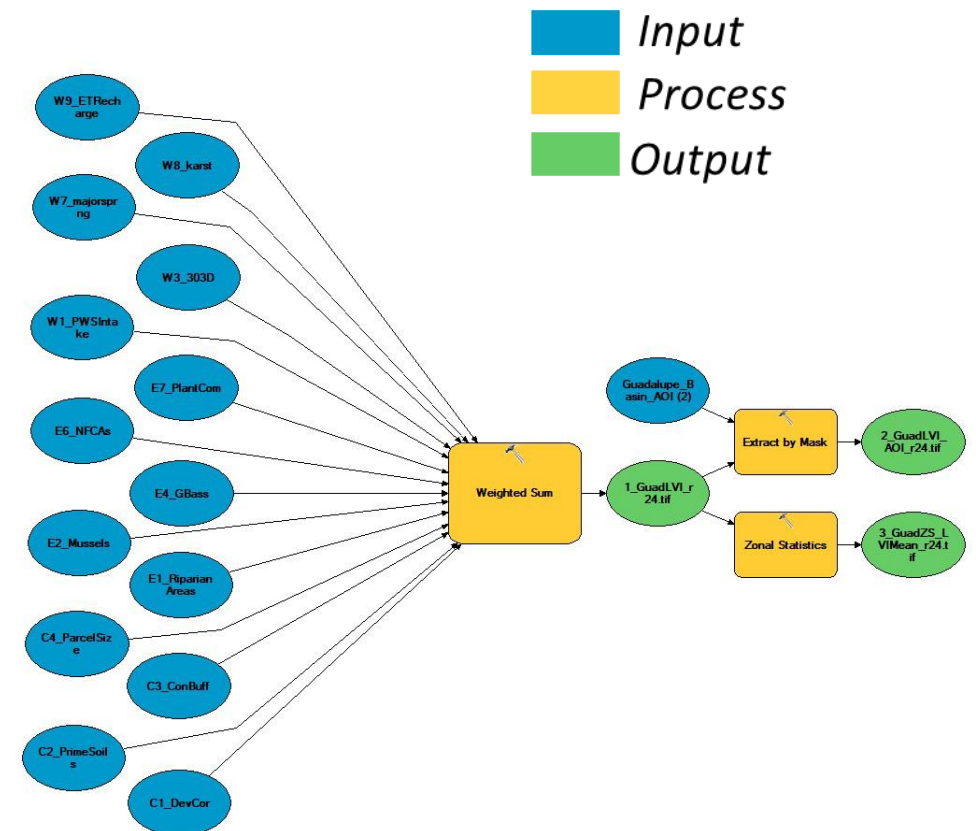 Input
Process
Output
W9_ETRech
arge
W8_karst
W7_majorspr
ng
W3_303D
W1_PWSInta
ke
E7_PlantCom
E6_NFCAs
E4_GBass
E2_Mussels
E1_Riparian
Areas
C4_ParcelSiz
e
C3_ConBuff
C2_PrimeSoil
s
C1_DevCor
Weighted Sum
1_GuadLVI_r
24.tif
Guadalupe_B
asin_AOI (2)
Extract by Mask
2_GuadLVI_
AOI_r24.tif
Zonal Statistics
3_GuadZS_L
VIMean_r24.t
if